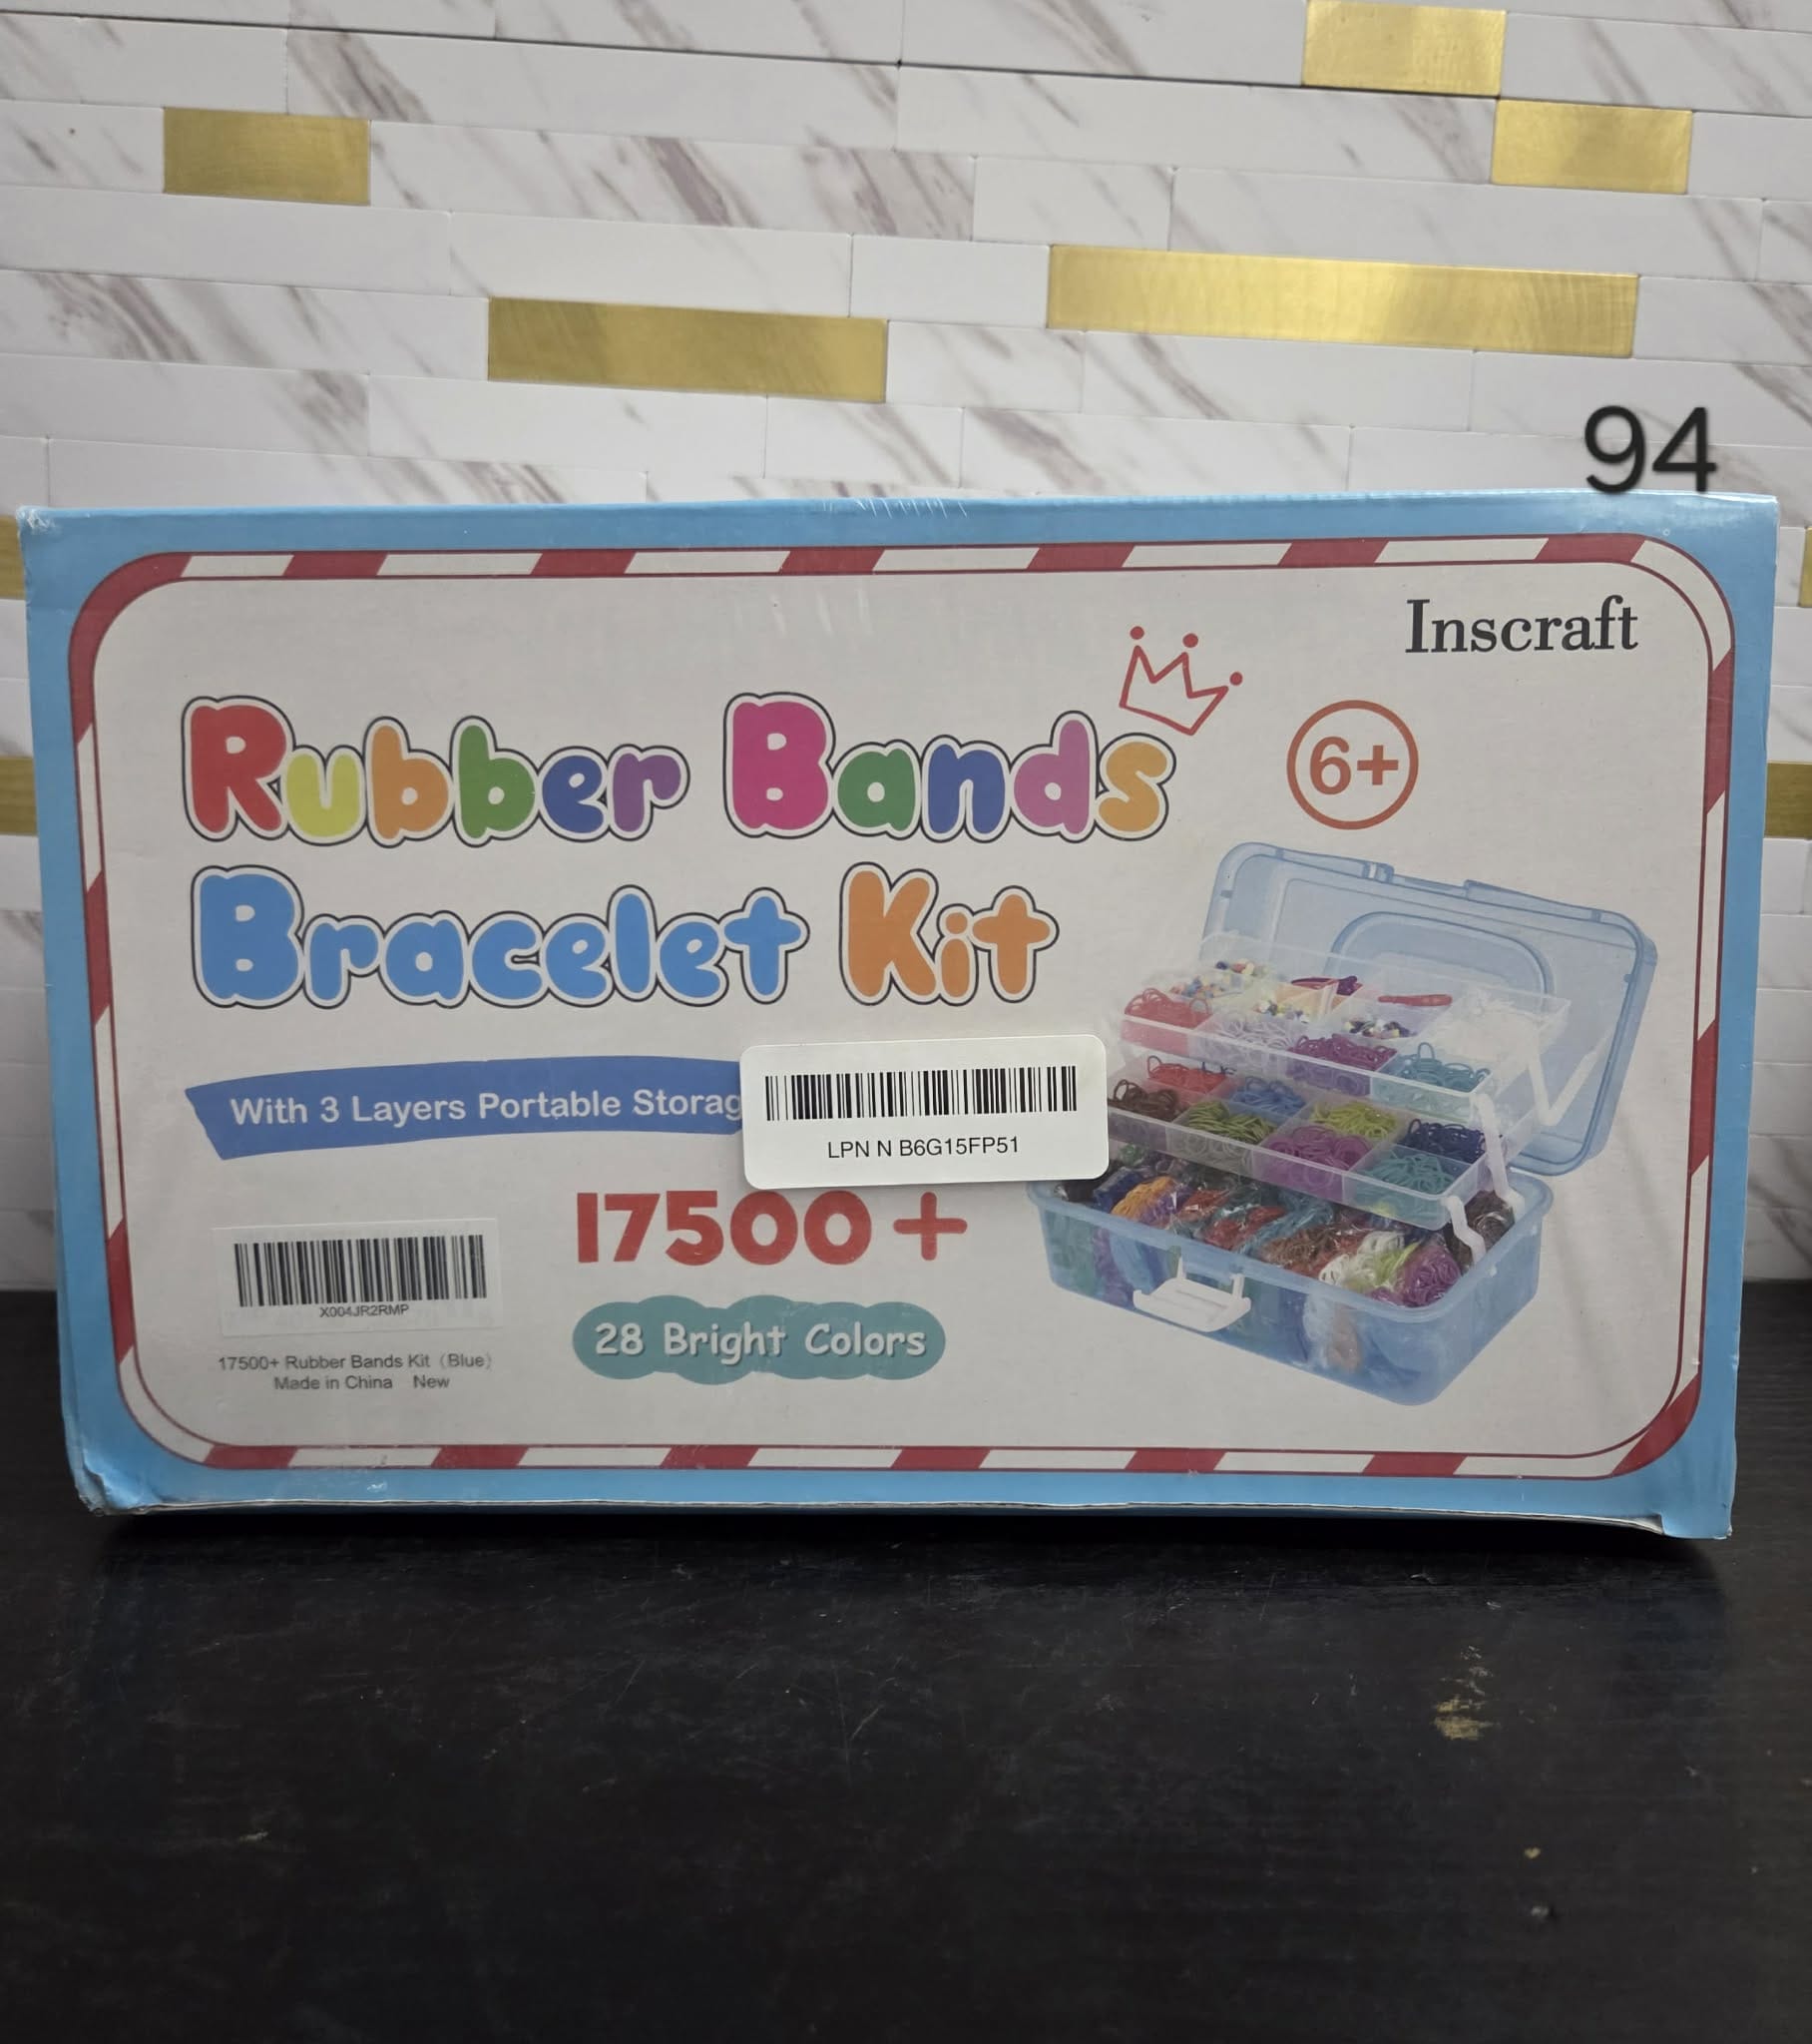 94
Inscraft
Rubber Bands
6+
Bracelet Kit
With 3 Layers Portable
LPN N B6G15FP51
17500+
X004JR2RMP
28 Bright Colors
17500+ Rubber Bands Kit（Blue）
Made in China New